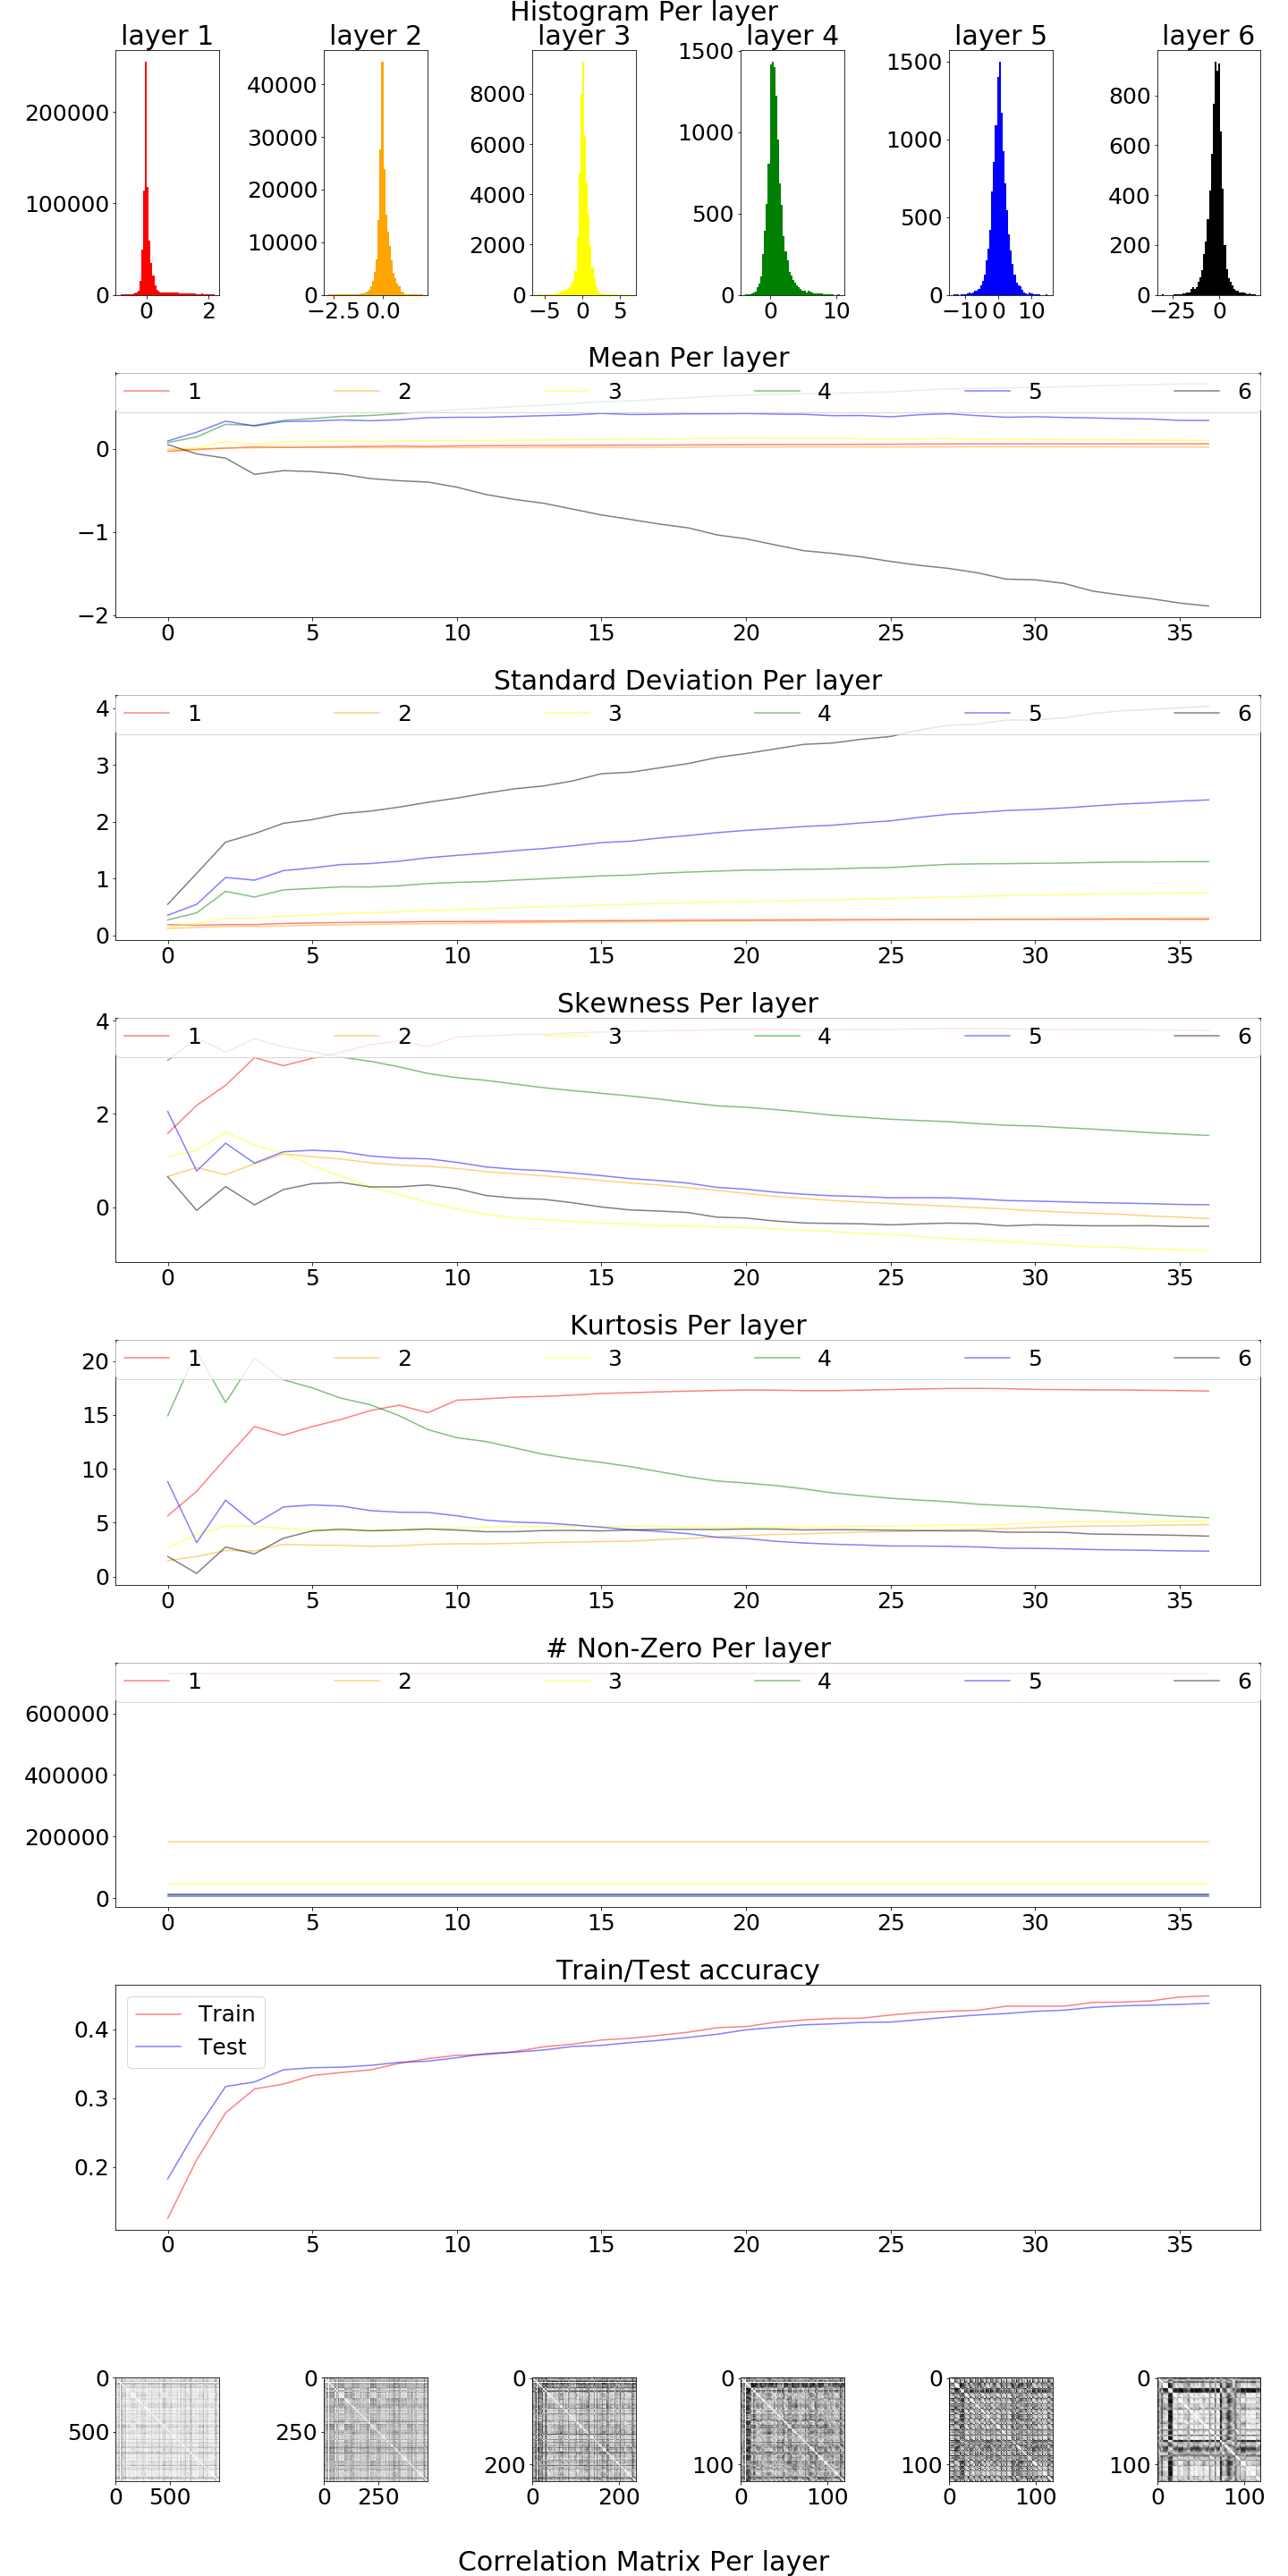 Histogram Per layer
layer 1 layer 2 layer 3 layer 4 layer 5 layer 6
200000 100000 0
0 2
40000 30000 20000 10000 0
−2.5 0.0
8000 6000 4000 2000 0
−5 0 5
1500 1000 500 0
0 10
1500 1000 500 0
−10 0 10
800 600 400 200 0
−25 0
Mean Per layer
1 2 3 4 5 6
0
−1
−2
0 5 10 15 20 25 30 35
Standard Deviation Per layer
1 2 3 4 5 6
4
3
2
1
0
0 5 10 15 20 25 30 35
Skewness Per layer
1 2 3 4 5 6
4
2
0
0 5 10 15 20 25 30 35
Kurtosis Per layer
1 2 3 4 5 6
20
15
10
5
0
0 5 10 15 20 25 30 35
# Non-Zero Per layer
1 2 3 4 5 6
600000
400000
200000
0
0 5 10 15 20 25 30 35
Train/Test accuracy
Train
Test
0.4
0.3
0.2
0 5 10 15 20 25 30 35
0 500
0 500
0 250
0 250
0 200
0 200
0 100
0 100
0 100
0 100
0 100
0 100
Correlation Matrix Per layer